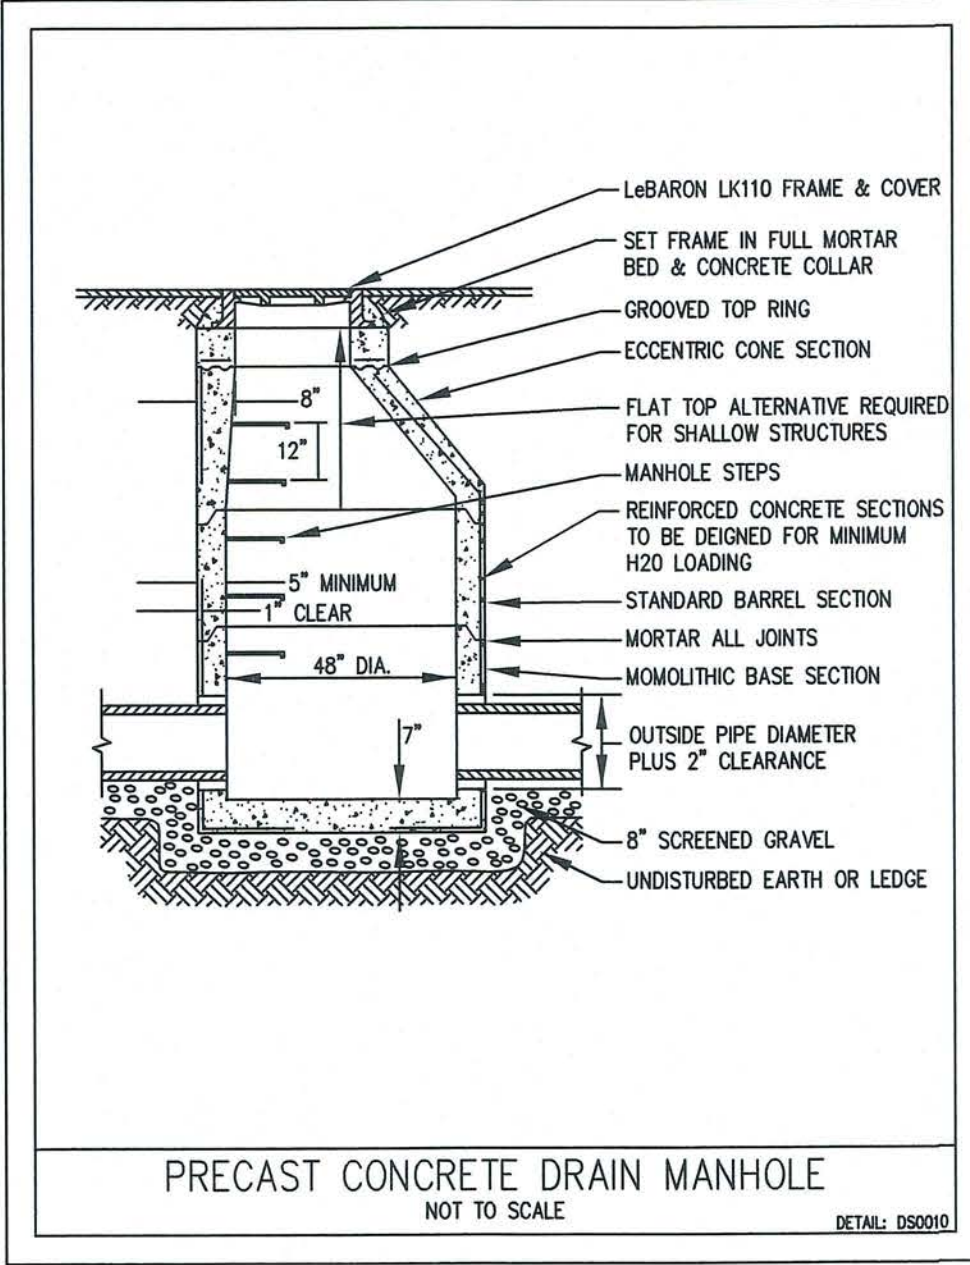 LeBARON LK110 FRAME & COVER
SET FRAME IN FULL MORTAR
BED & CONCRETE COLLAR
GROOVED TOP RING
ECCENTRIC CONE SECTION
8"
FLAT TOP ALTERNATIVE REQUIRED
FOR SHALLOW STRUCTURES
12"
MANHOLE STEPS
REINFORCED CONCRETE SECTIONS
TO BE DEIGNED FOR MINIMUM
H20 LOADING
5" MINIMUM
1" CLEAR
STANDARD BARREL SECTION
MORTAR ALL JOINTS
48" DIA.
MOMOLITHIC BASE SECTION
7"
OUTSIDE PIPE DIAMETER
PLUS 2" CLEARANCE
8" SCREENED GRAVEL
UNDISTURBED EARTH OR LEDGE
PRECAST CONCRETE DRAIN MANHOLE
NOT TO SCALE
DETAIL: DS0010